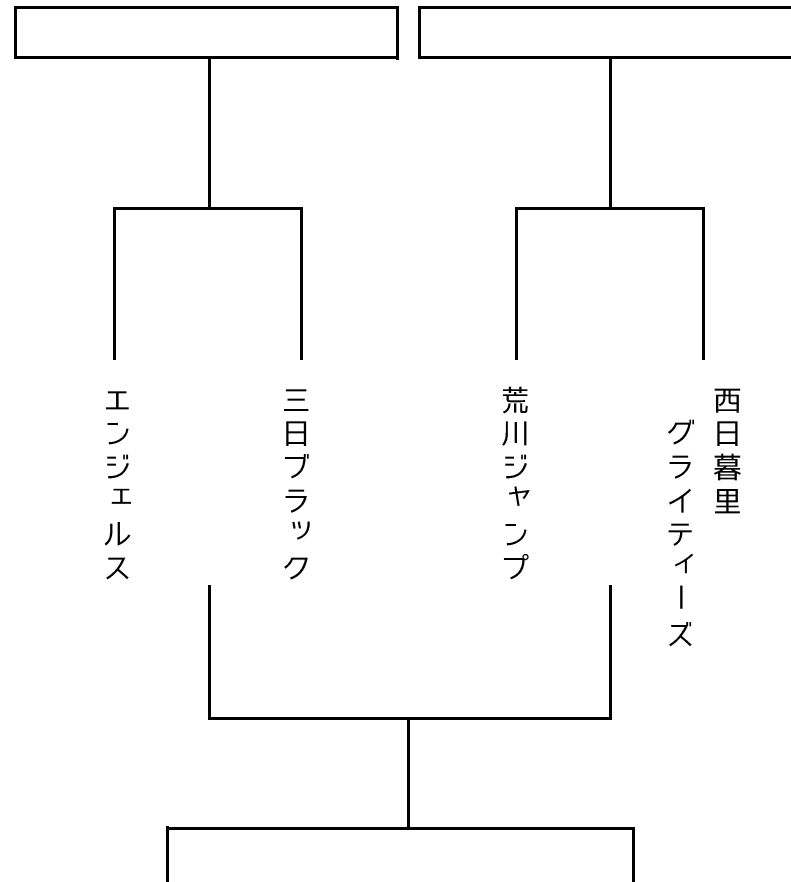 エンジェルス
三日ブラック
荒川ジャンプ
西日暮里
グライティーズ